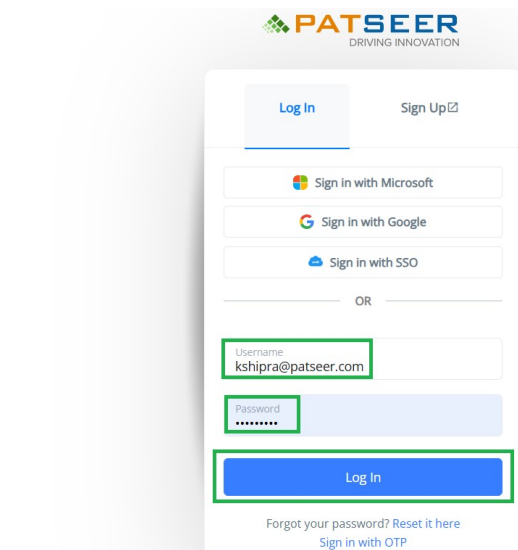 PATSEER
DRIVING INNOVATION
Log In
Sign Up
Sign in with Microsoft
Sign in with Google
Sign in with SSO
OR
Username
kshipra@patseer.com
Password
•••••••••
Log In
Forgot your password? Reset it here
Sign in with OTP